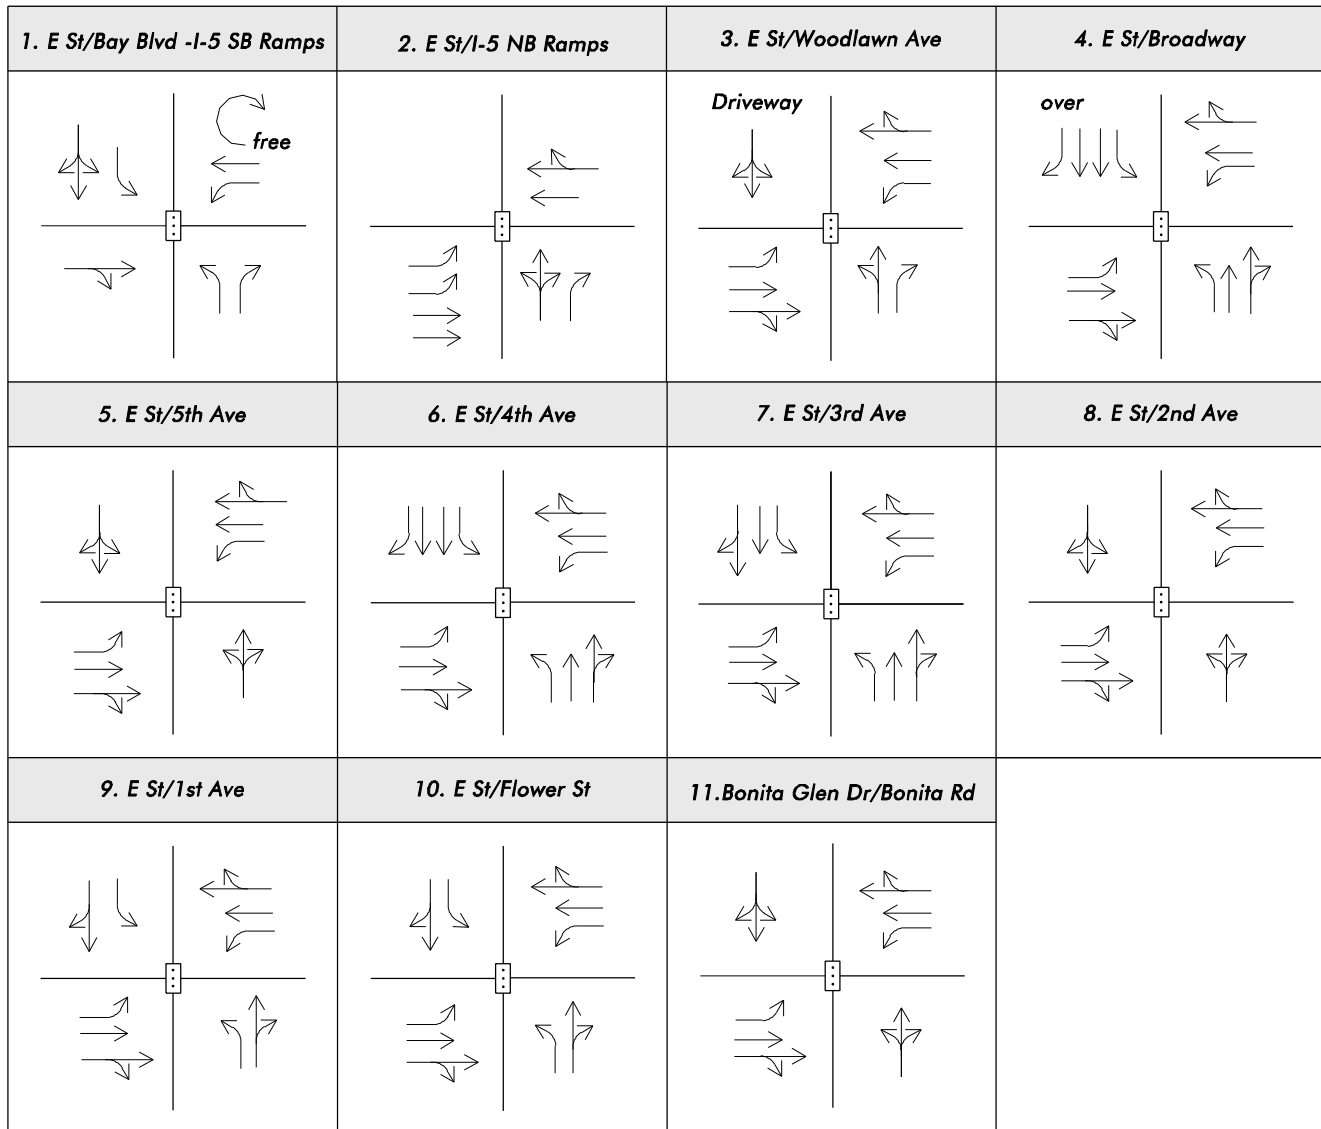 1. E St/Bay Blvd -I-5 SB Ramps
2. E St/I-5 NB Ramps
3. E St/Woodlawn Ave
4. E St/Broadway
free
Driveway
over
5. E St/5th Ave
6. E St/4th Ave
7. E St/3rd Ave
8. E St/2nd Ave
9. E St/1st Ave
10. E St/Flower St
11.Bonita Glen Dr/Bonita Rd